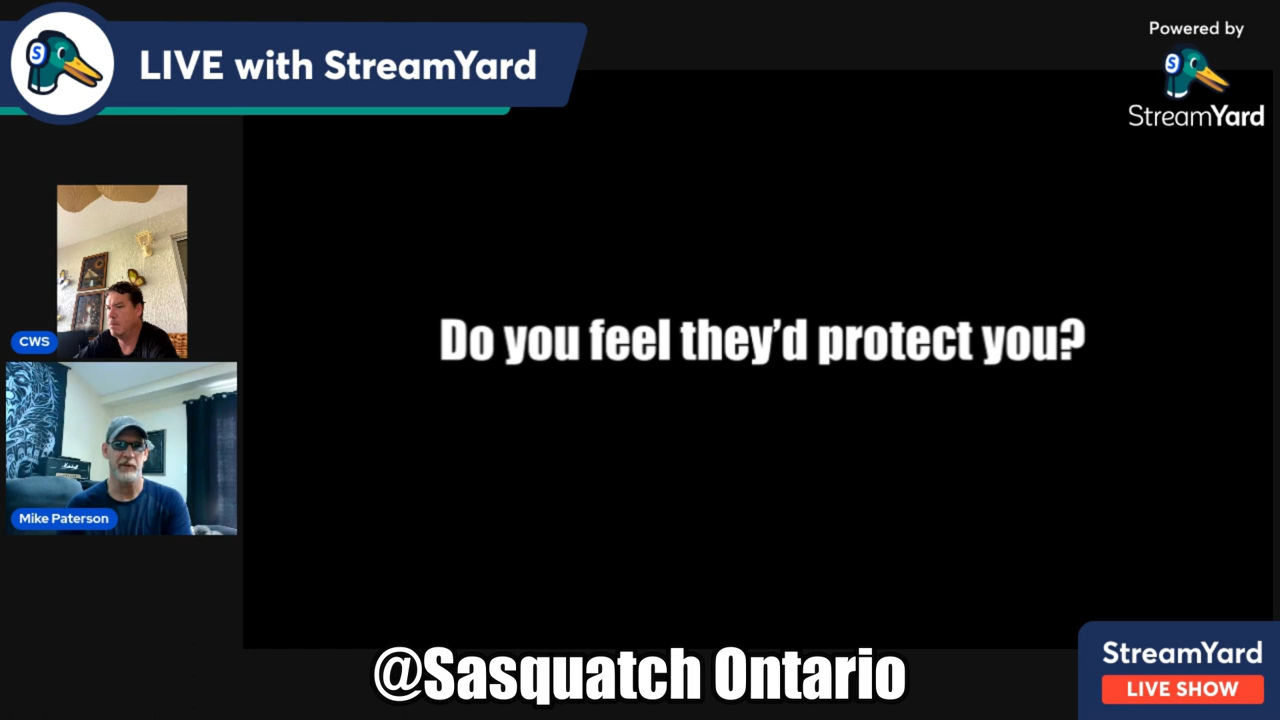 S
LIVE with StreamYard
Powered by
S
StreamYard
CWS
Do you feel they'd protect you?
Mike Paterson
@Sasquatch Ontario
StreamYard
LIVE SHOW